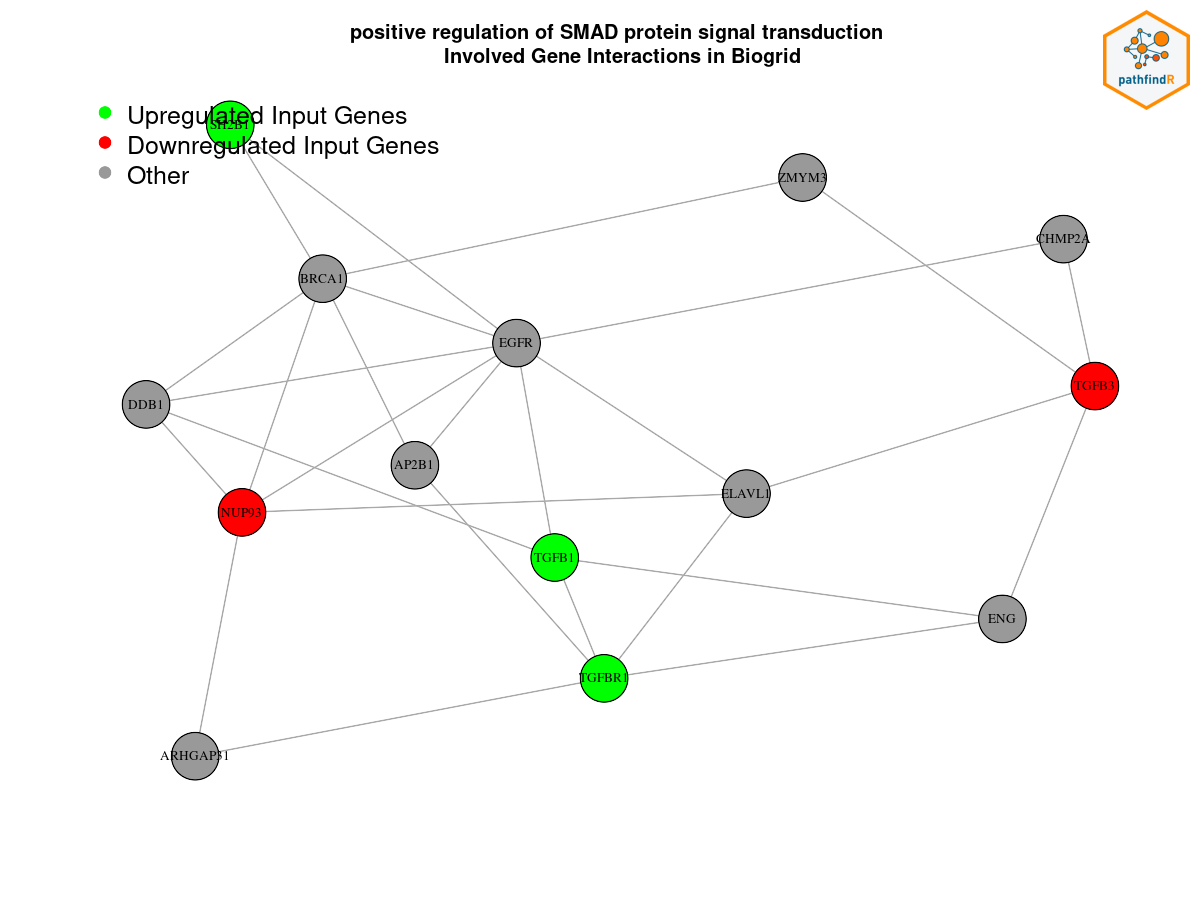 positive regulation of SMAD protein signal transduction
Involved Gene Interactions in Biogrid
pathfindR
Upregulated Input Genes
SH2B1
Downregulated Input Genes
Other
ZMYM3
CHMP2A
BRCA1
EGFR
TGFB3
DDB1
AP2B1
ELAVL1
NUP93
TGFB1
ENG
TGFBR1
ARHGAP31